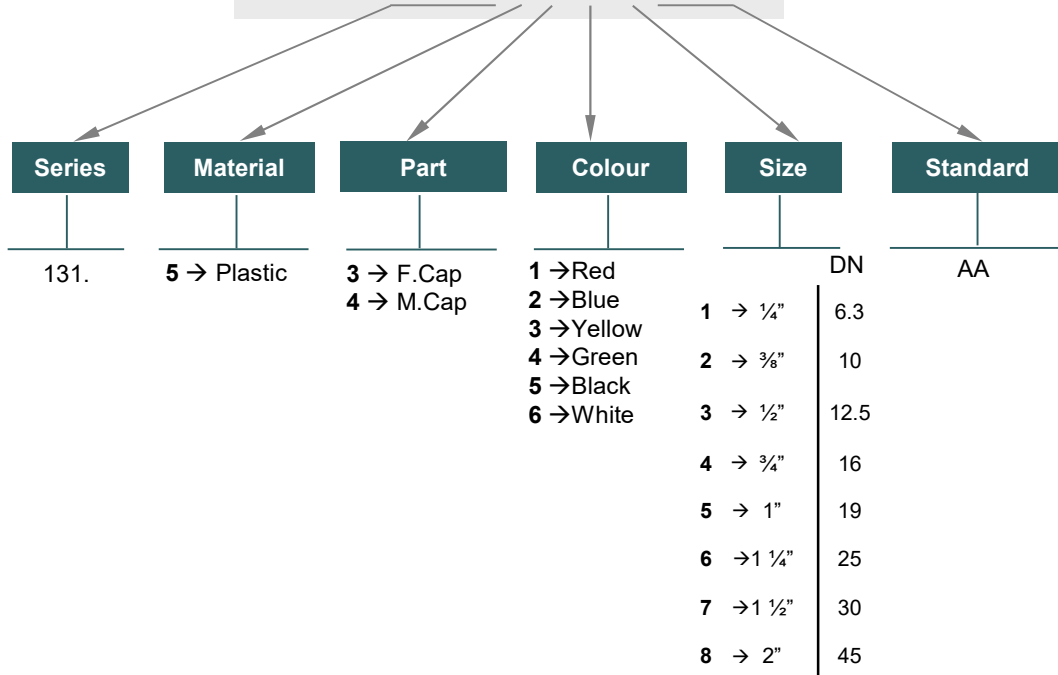 Series Material Part Colour Size Standard
131.
5 → Plastic
3 → F.Cap
4 → M.Cap
1 →Red
2 →Blue
3 →Yellow
4 →Green
5 →Black
6 →White
DN
1 → ¼” 6.3
2 → ⅜” 10
3 → ½” 12.5
4 → ¾” 16
5 → 1” 19
6 →1 ¼” 25
7 →1 ½” 30
8 → 2” 45
AA